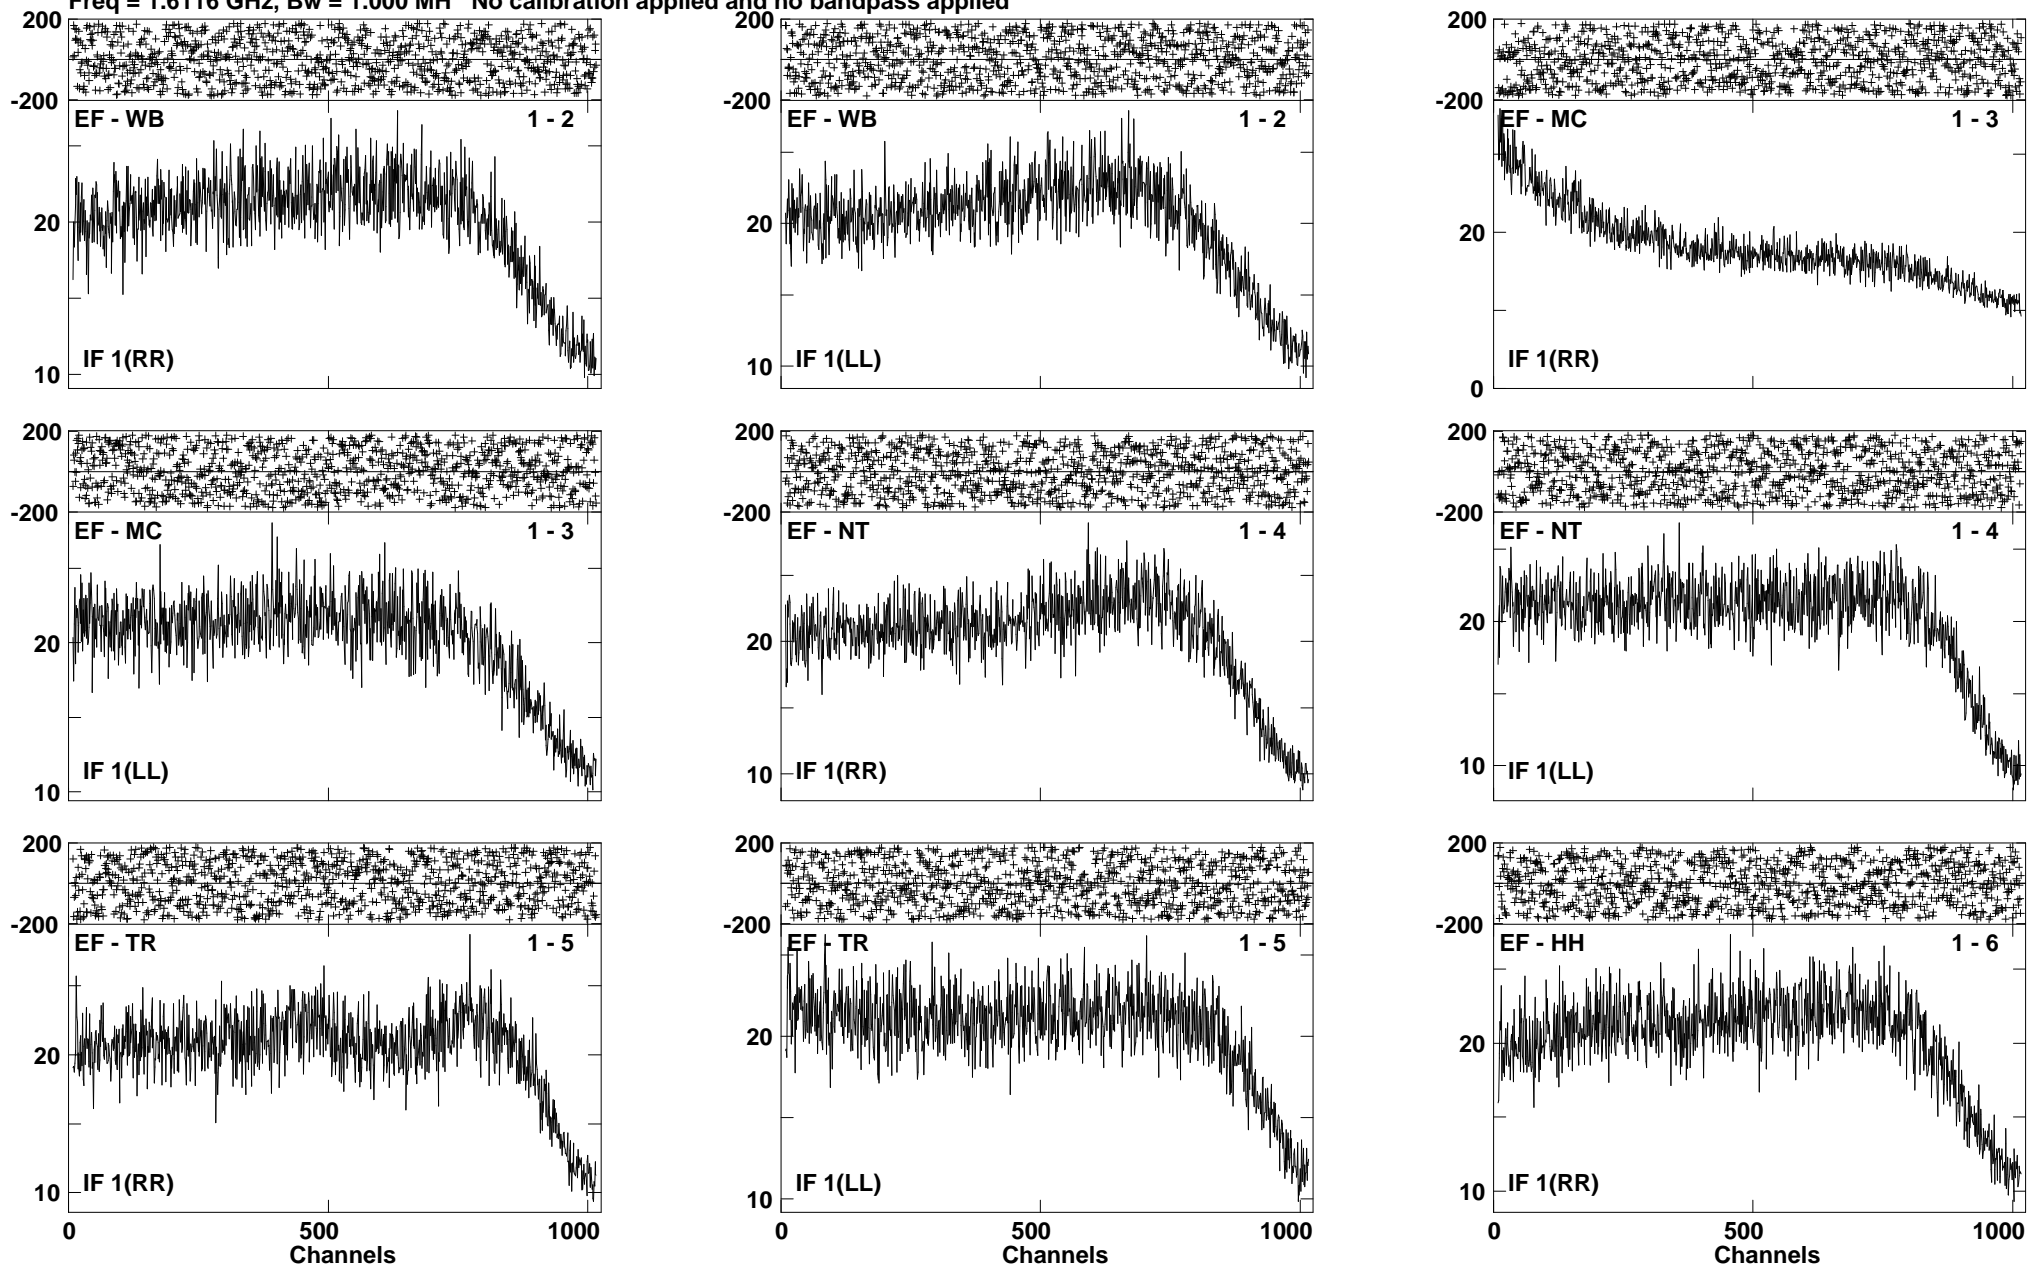 Freq = 1.6116 GHz, Bw = 1.000 MH No calibration applied and no bandpass applied
200
-200
EF - WB 1 - 2
20
10
IF 1(RR)
200
-200
EF - WB 1 - 2
20
10
IF 1(LL)
200
-200
EF - MC 1 - 3
20
0
IF 1(RR)
200
-200
EF - MC 1 - 3
20
10
IF 1(LL)
200
-200
EF - NT 1 - 4
20
10
IF 1(RR)
200
-200
EF - NT 1 - 4
20
10
IF 1(LL)
200
-200
EF - TR 1 - 5
20
10
IF 1(RR)
0 500 1000
Channels
200
-200
EF - TR 1 - 5
20
10
IF 1(LL)
0 500 1000
Channels
200
-200
EF - HH 1 - 6
20
10
IF 1(RR)
0 500 1000
Channels